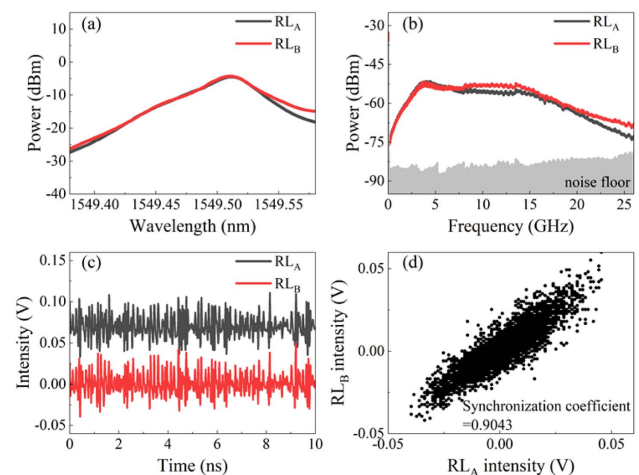 (a)
RL_A
RL_B
Power (dBm)
15
0
-10
-20
-30
-40
1549.40 1549.45 1549.50 1549.55
Wavelength (nm)
(b)
RL_A
RL_B
Power (dBm)
-30
-45
-60
-75
-90
noise floor
0 5 10 15 20 25
Frequency (GHz)
(c)
RL_A
RL_B
Intensity (V)
0.15
0.10
0.05
0.00
-0.05
0 2 4 6 8 10
Time (ns)
(d)
RL_B intensity (V)
0.05
0.00
-0.05
Synchronization coefficient
=0.9043
-0.05 0.00 0.05
RL_A intensity (V)